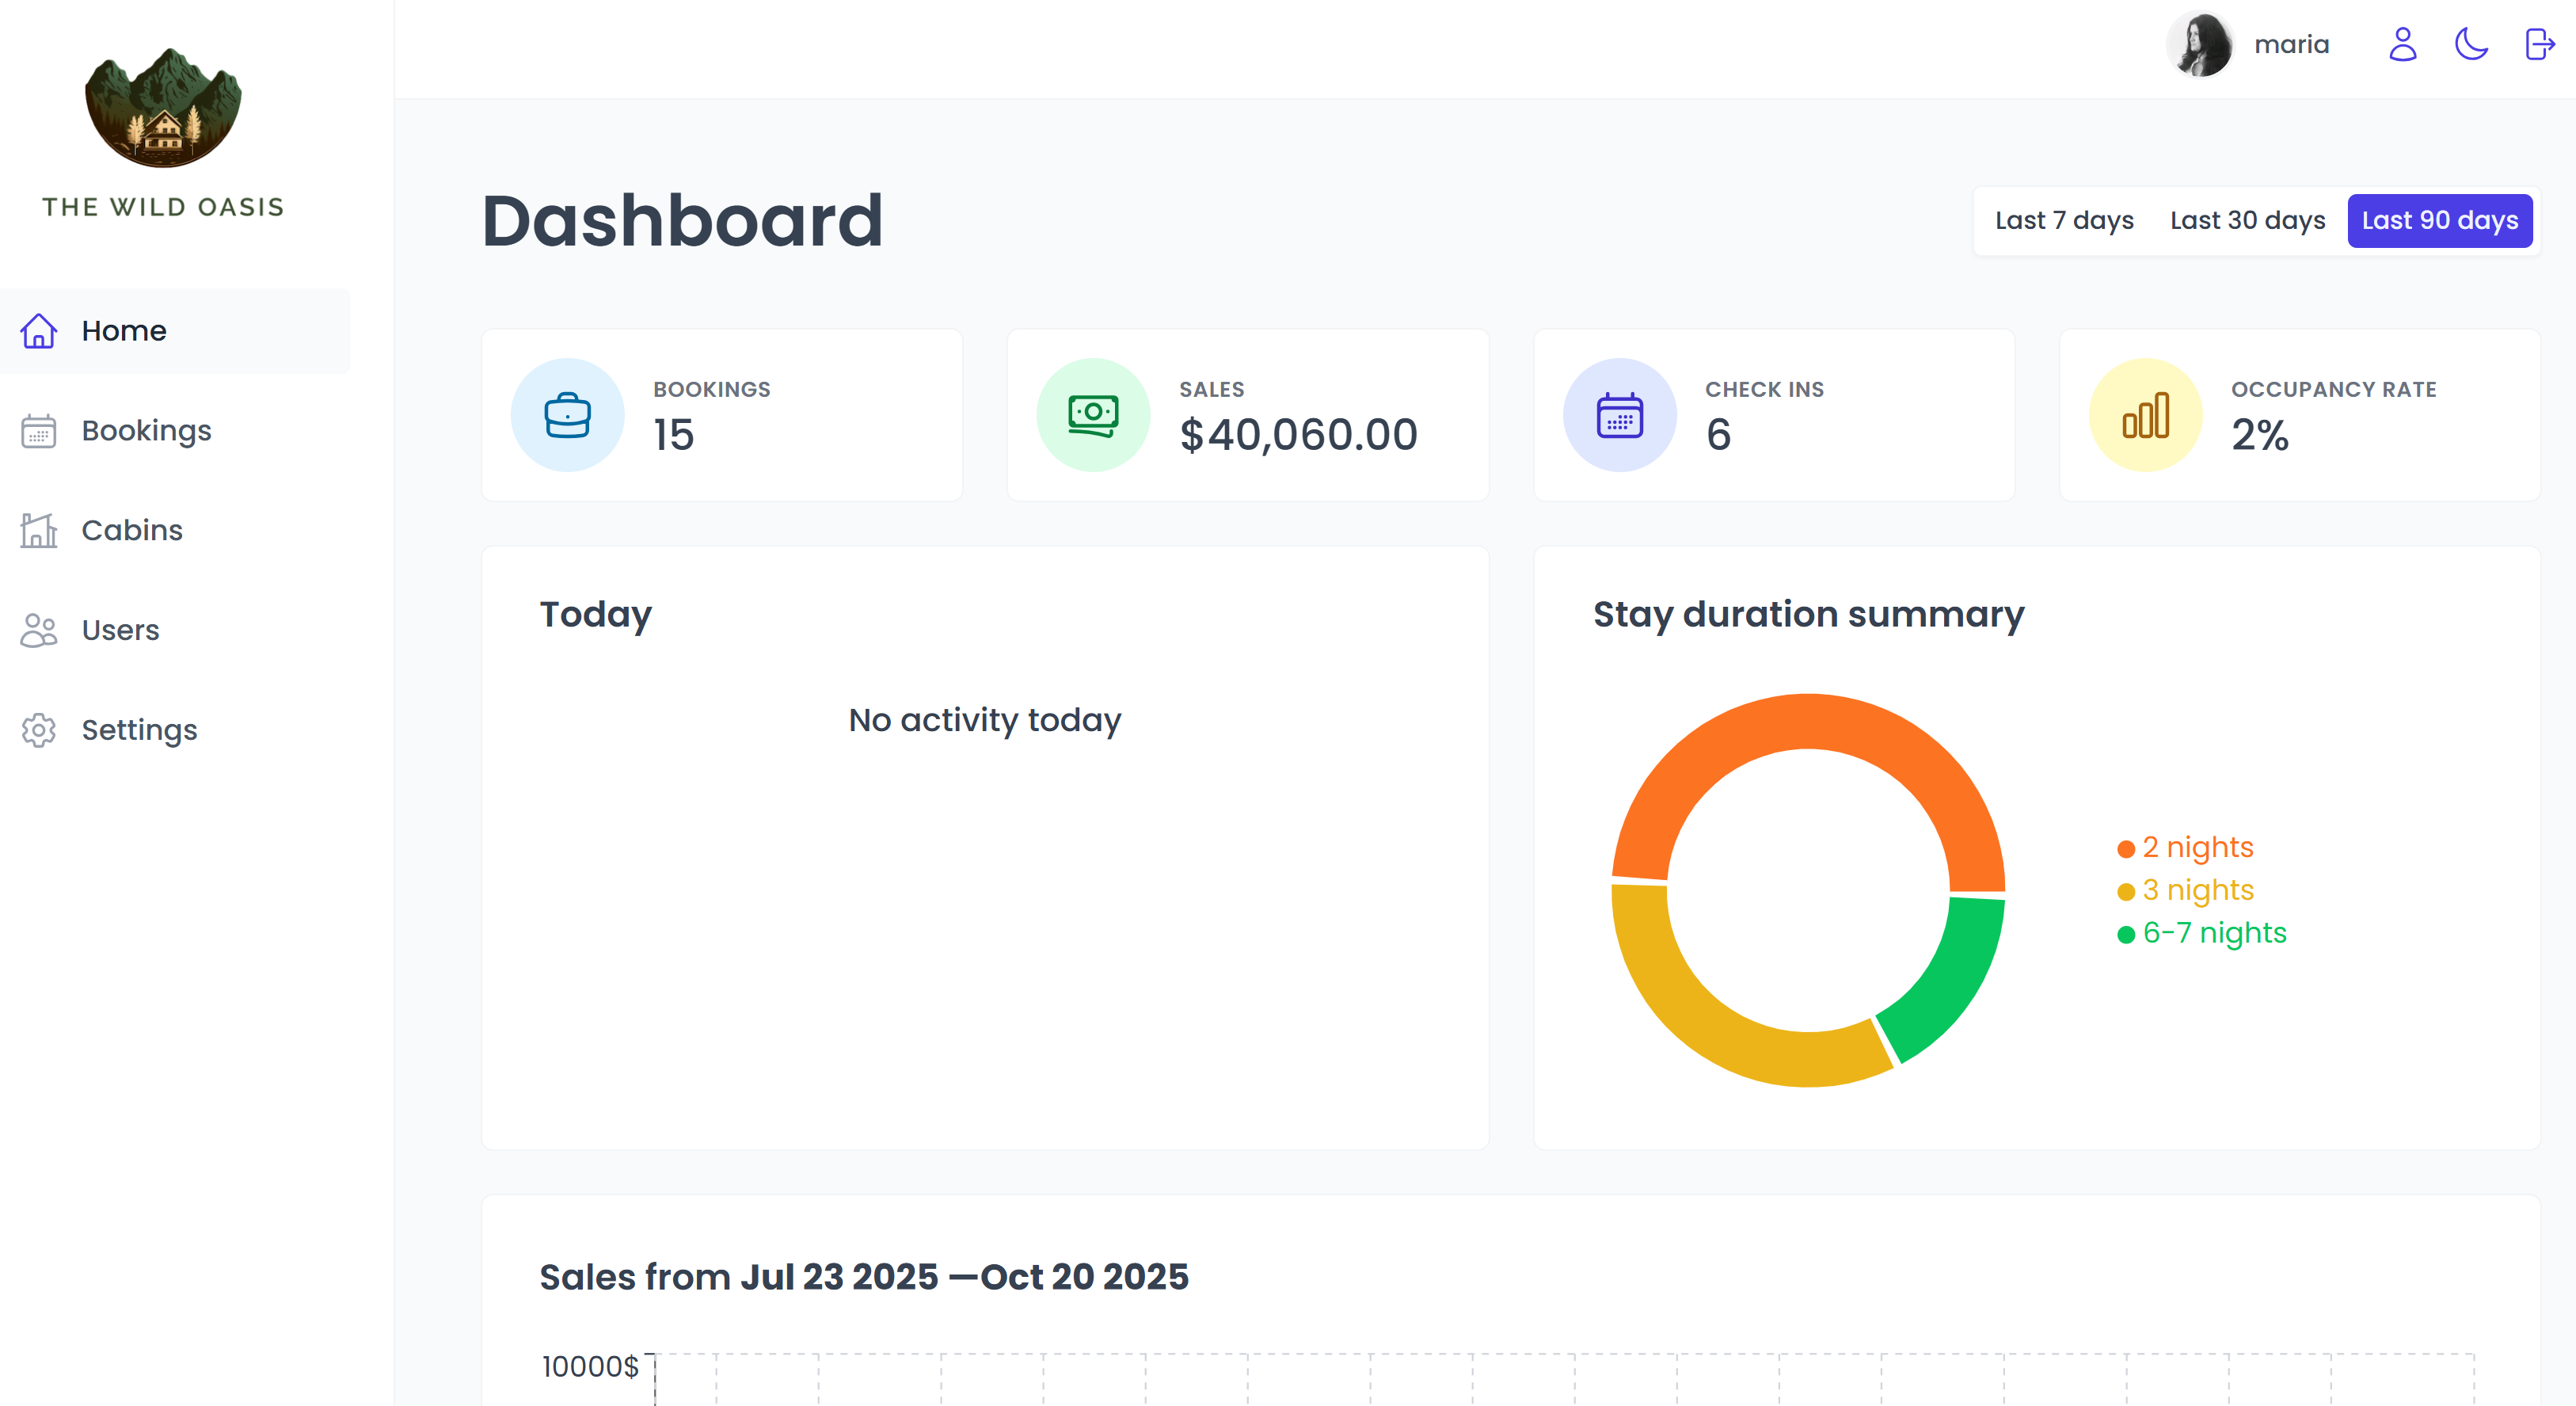 THE WILD OASIS
Home
Bookings
Cabins
Users
Settings
maria
Dashboard
Last 7 days Last 30 days Last 90 days
BOOKINGS
15
SALES
$40,060.00
CHECK INS
6
OCCUPANCY RATE
2%
Today
No activity today
Stay duration summary
2 nights
3 nights
6-7 nights
Sales from Jul 23 2025 —Oct 20 2025
10000$